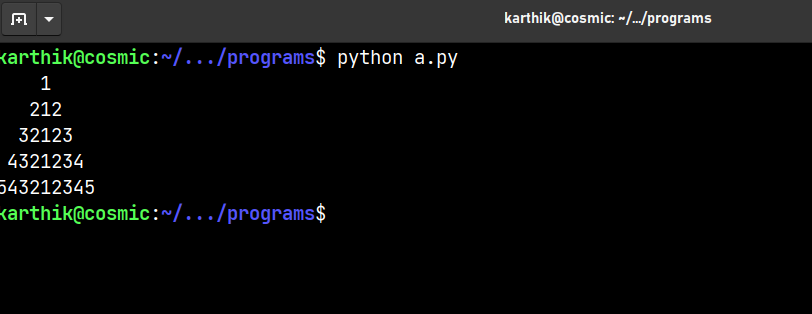 karthik@cosmic: ~/.../programs
karthik@cosmic:~/.../programs$ python a.py
    1
   212
  32123
 4321234
543212345
karthik@cosmic:~/.../programs$